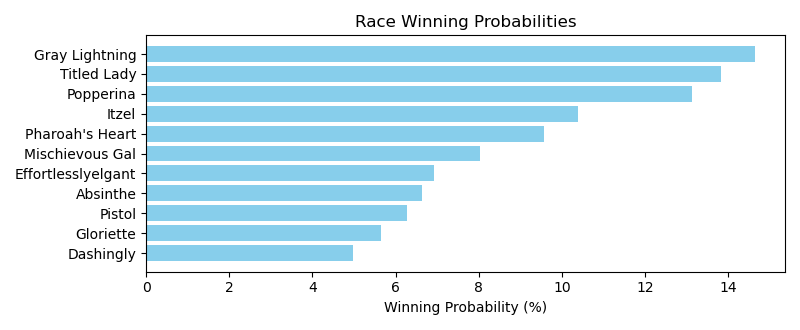 Race Winning Probabilities
Gray Lightning
Titled Lady
Popperina
Itzel
Pharoah's Heart
Mischievous Gal
Effortlesslyelgant
Absinthe
Pistol
Gloriette
Dashingly
0 2 4 6 8 10 12 14
Winning Probability (%)